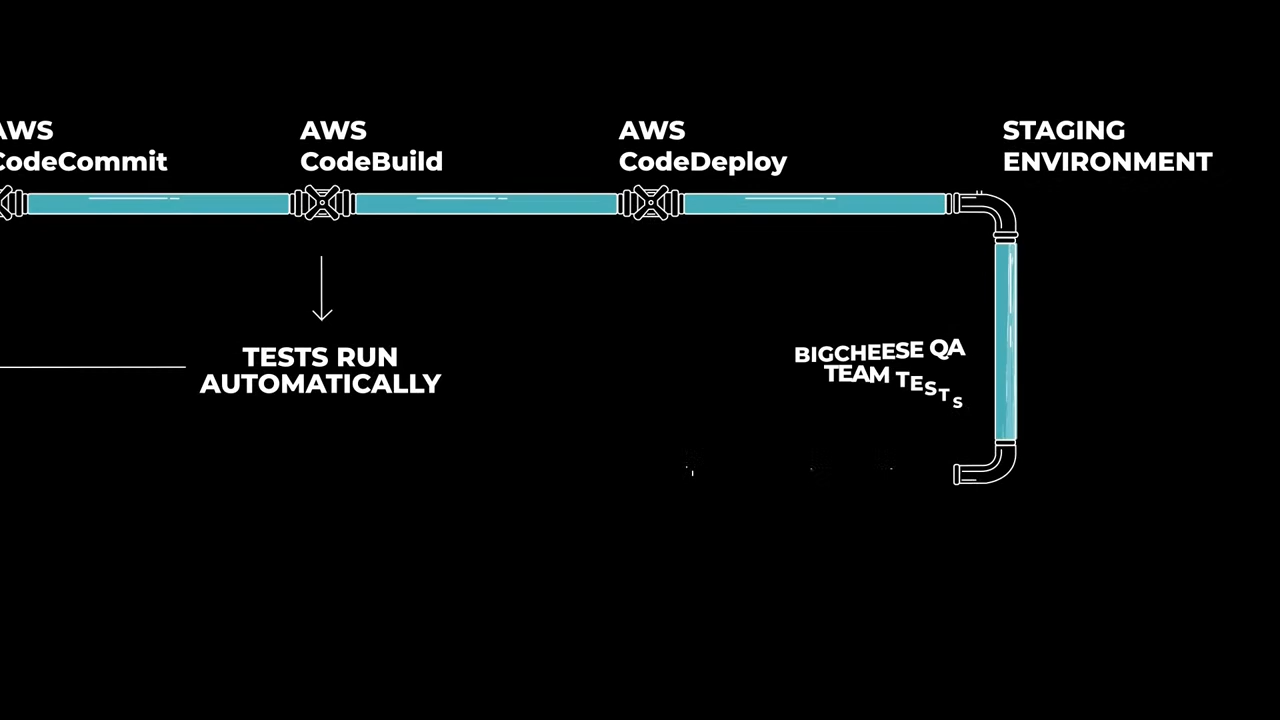 AWS
CodeCommit
AWS
CodeBuild
AWS
CodeDeploy
STAGING
ENVIRONMENT
TESTS RUN
AUTOMATICALLY
BIGCHEESE QA
TEAM TESTS